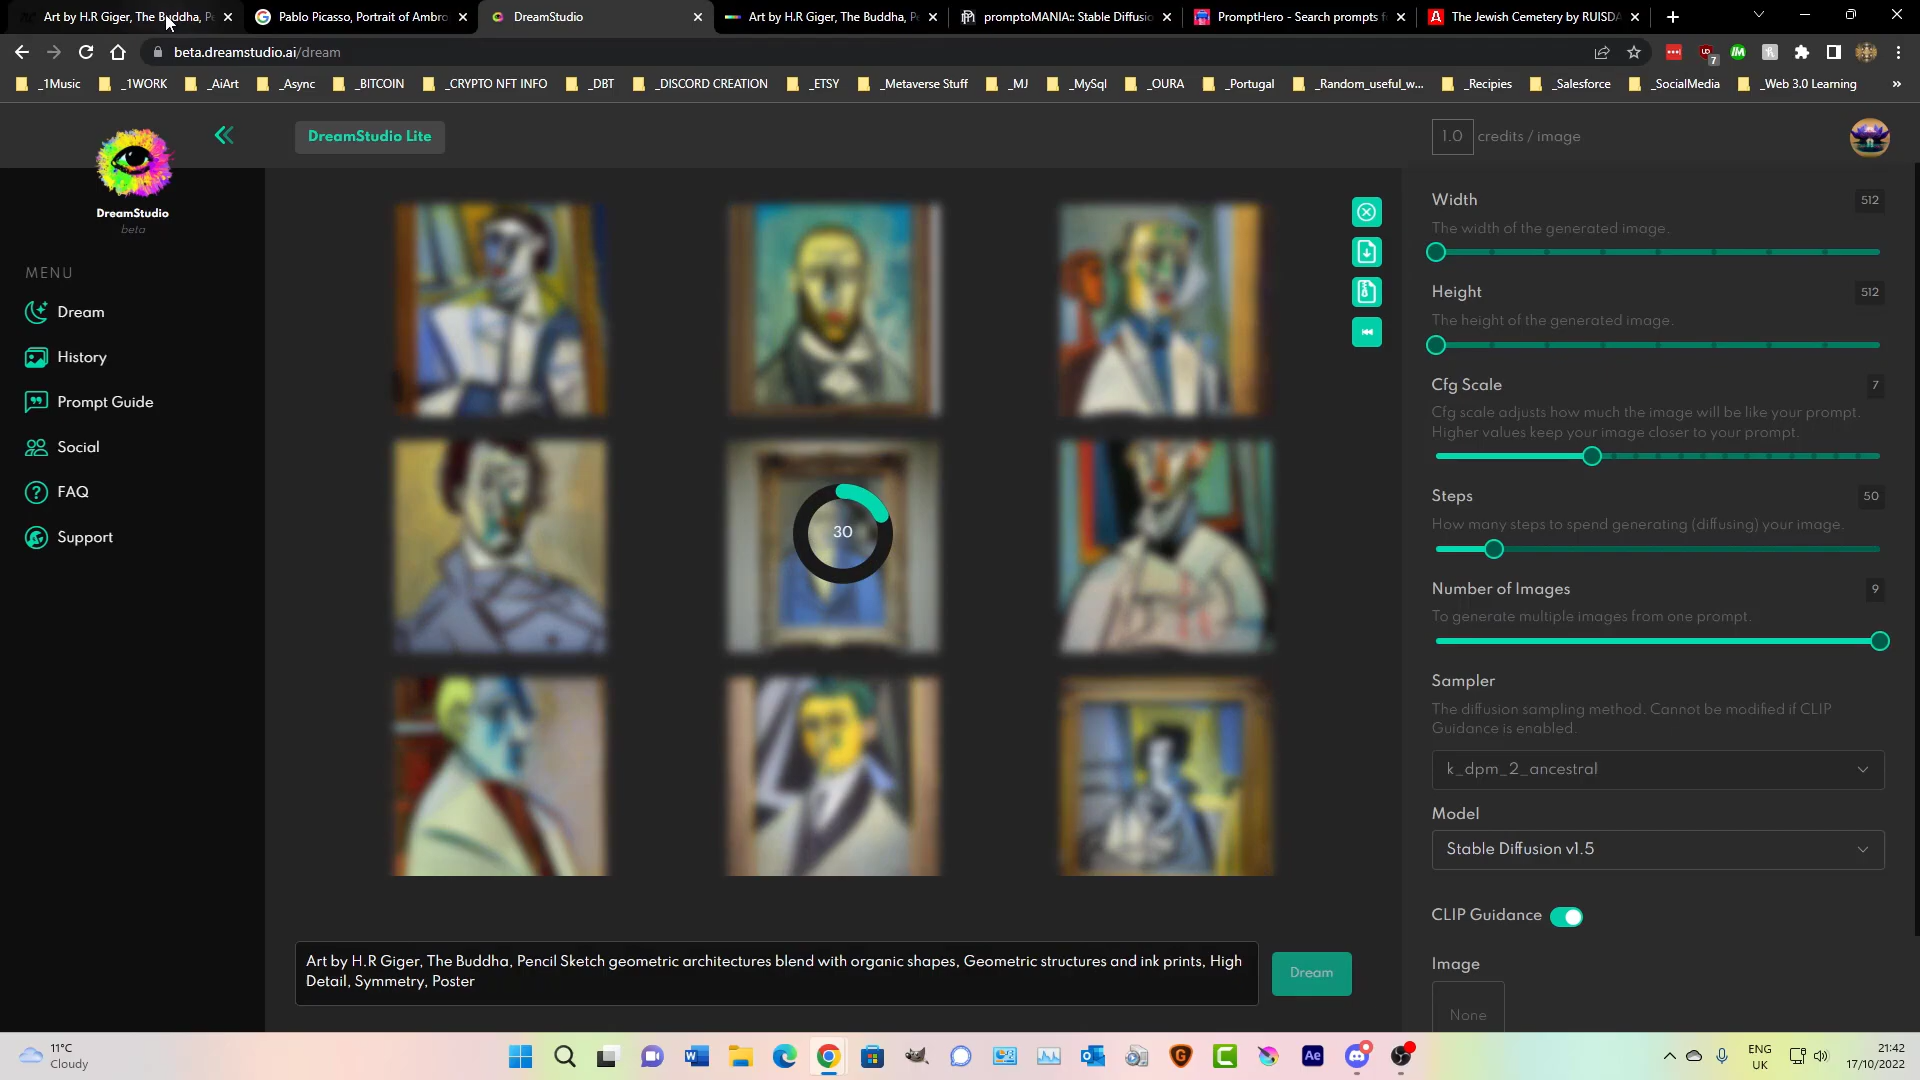 Art by H.R Giger, The Buddha, Pe
Pablo Picasso, Portrait of Ambro
DreamStudio
Art by H.R Giger, The Buddha, Pe
promptoMANIA:: Stable Diffusio
PromptHero - Search prompts f
The Jewish Cemetery by RUISDA
beta.dreamstudio.ai/dream
7
_1Music
_1WORK
_AiArt
_Async
_BITCOIN
_CRYPTO NFT INFO
_DBT
_DISCORD CREATION
_ETSY
_Metaverse Stuff
_MJ
_MySql
_OURA
_Portugal
_Random_useful_w...
_Recipies
_Salesforce
_SocialMedia
_Web 3.0 Learning
»
DreamStudio
beta
MENU
Dream
History
Prompt Guide
Social
FAQ
Support
DreamStudio Lite
30
Art by H.R Giger, The Buddha, Pencil Sketch geometric architectures blend with organic shapes, Geometric structures and ink prints, High
Detail, Symmetry, Poster
Dream
1.0 credits / image
Width 512
The width of the generated image.
Height 512
The height of the generated image.
Cfg Scale 7
Cfg scale adjusts how much the image will be like your prompt.
Higher values keep your image closer to your prompt.
Steps 50
How many steps to spend generating (diffusing) your image.
Number of Images 9
To generate multiple images from one prompt.
Sampler
The diffusion sampling method. Cannot be modified if CLIP
Guidance is enabled.
k_dpm_2_ancestral
Model
Stable Diffusion v1.5
CLIP Guidance
Image
None
11°C
Cloudy
Ae
ENG
UK
21:42
17/10/2022